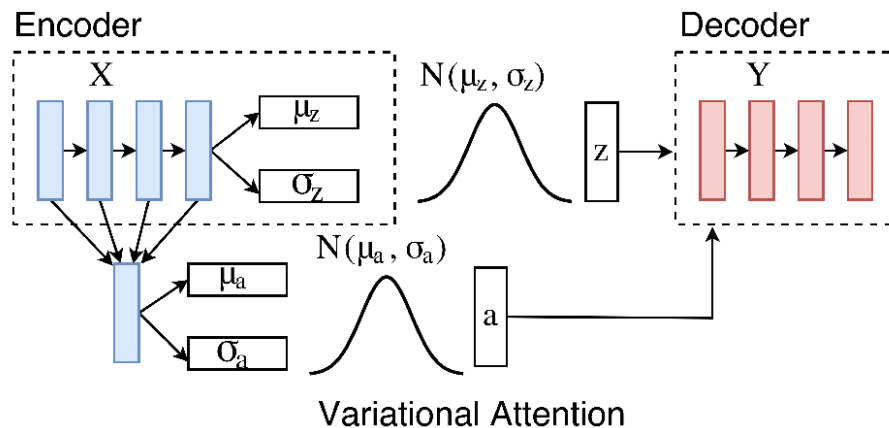 Encoder
Decoder
X
N(μz, σz)
Y
μz
z
σz
N(μa, σa)
μa
a
σa
Variational Attention